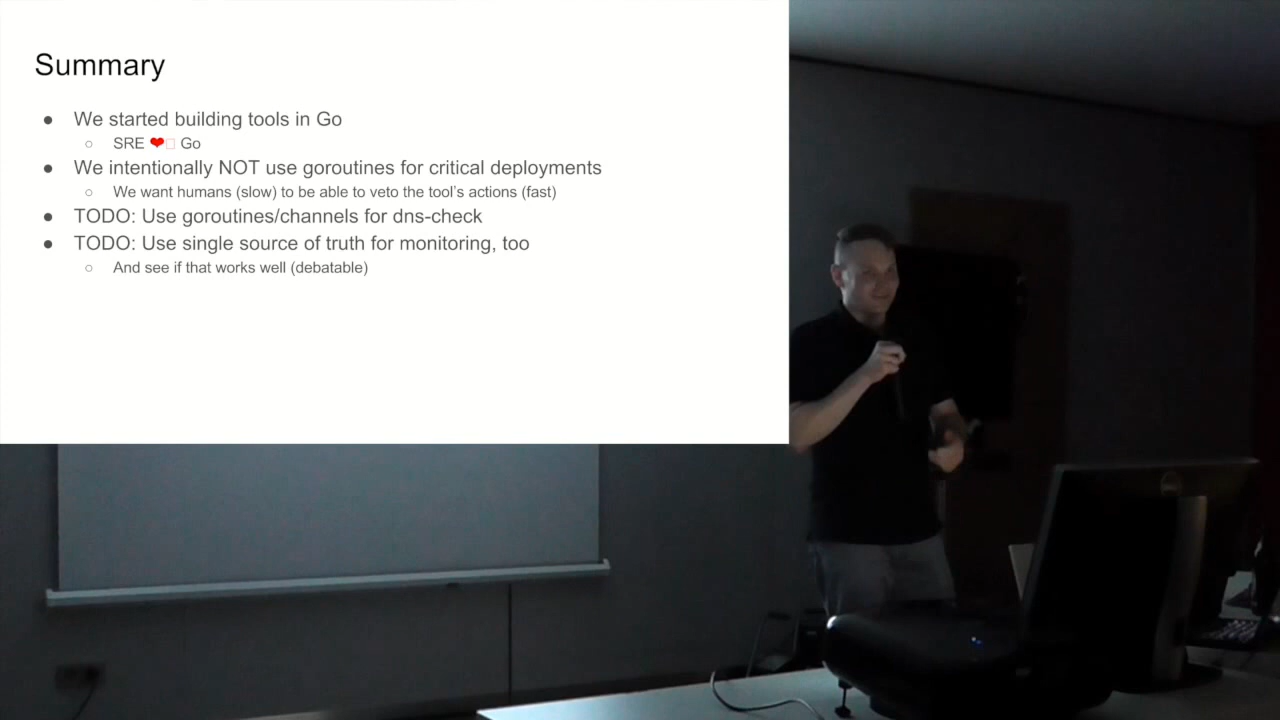 Summary
● We started building tools in Go
○ SRE ❤️ Go
● We intentionally NOT use goroutines for critical deployments
○ We want humans (slow) to be able to veto the tool's actions (fast)
● TODO: Use goroutines/channels for dns-check
● TODO: Use single source of truth for monitoring, too
○ And see if that works well (debatable)